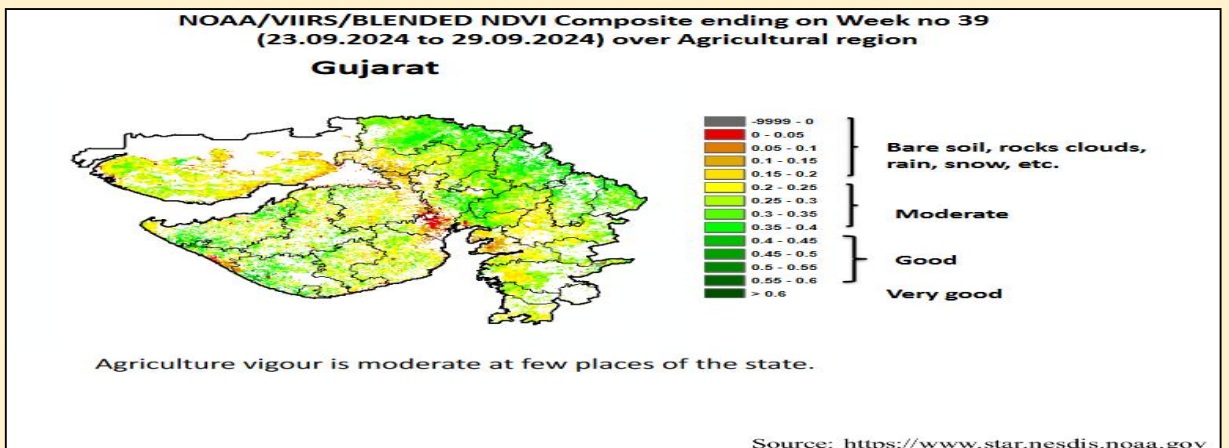 NOAA/VIIRS/BLENDED NDVI Composite ending on Week no 39
(23.09.2024 to 29.09.2024) over Agricultural region
Gujarat
-9999 - 0
0 - 0.05
0.05 - 0.1
0.1 - 0.15
0.15 - 0.2
0.2 - 0.25
0.25 - 0.3
0.3 - 0.35
0.35 - 0.4
0.4 - 0.45
0.45 - 0.5
0.5 - 0.55
0.55 - 0.6
> 0.6
Bare soil, rocks clouds,
rain, snow, etc.
Moderate
Good
Very good
Agriculture vigour is moderate at few places of the state.
Source: https://www.star.nesdis.noaa.gov